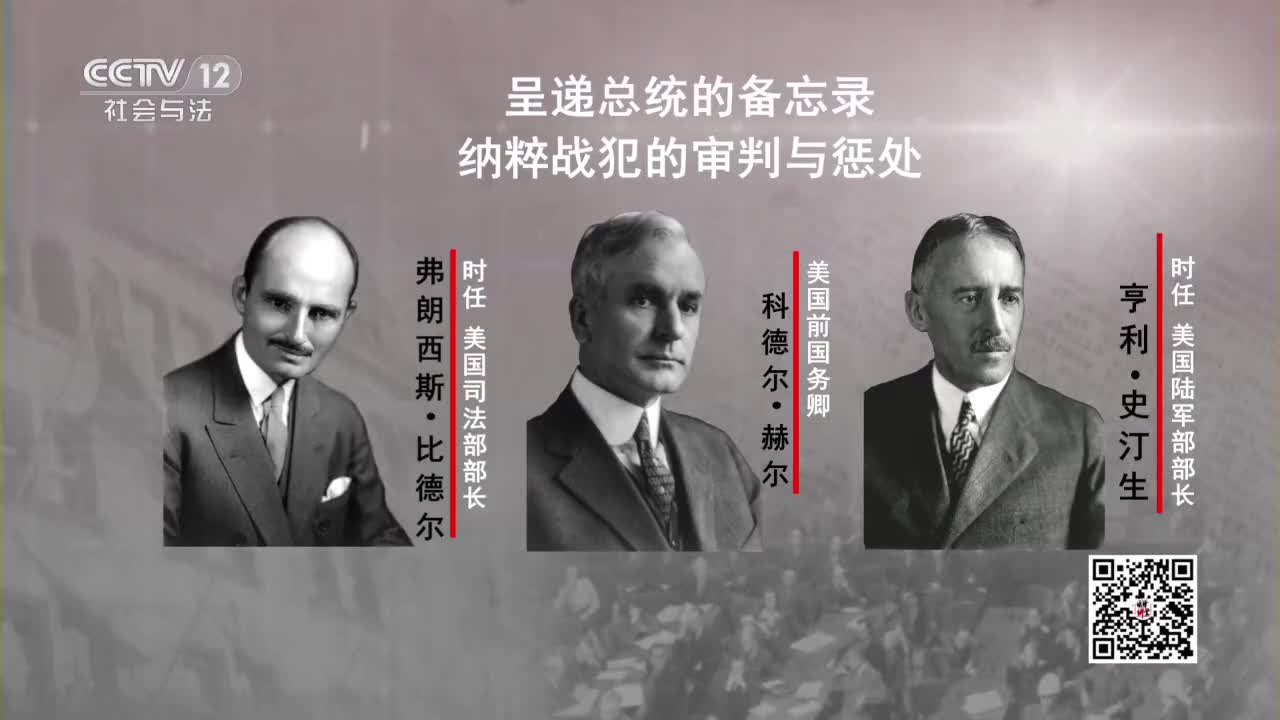 CCTV 12
社会与法
呈递总统的备忘录
纳粹战犯的审判与惩处
弗朗西斯·比德尔
时任 美国司法部部长
科德尔·赫尔
美国前国务卿
亨利·史汀生
时任 美国陆军部部长